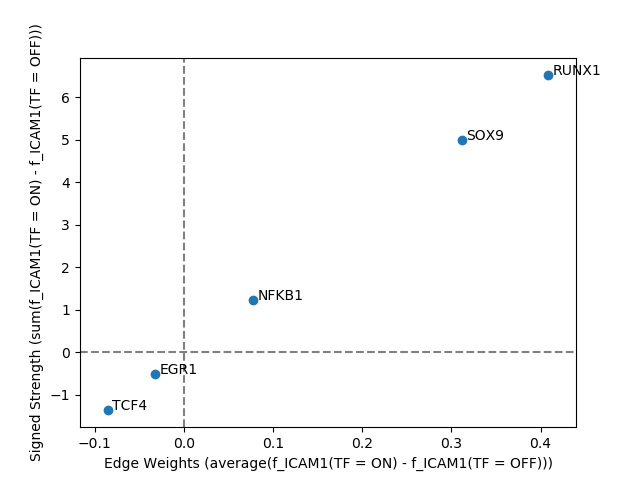 Signed Strength (sum(f_ICAM1(TF = ON) - f_ICAM1(TF = OFF)))
6
5
4
3
2
1
0
−1
RUNX1
SOX9
NFKB1
EGR1
TCF4
−0.1 0.0 0.1 0.2 0.3 0.4
Edge Weights (average(f_ICAM1(TF = ON) - f_ICAM1(TF = OFF)))